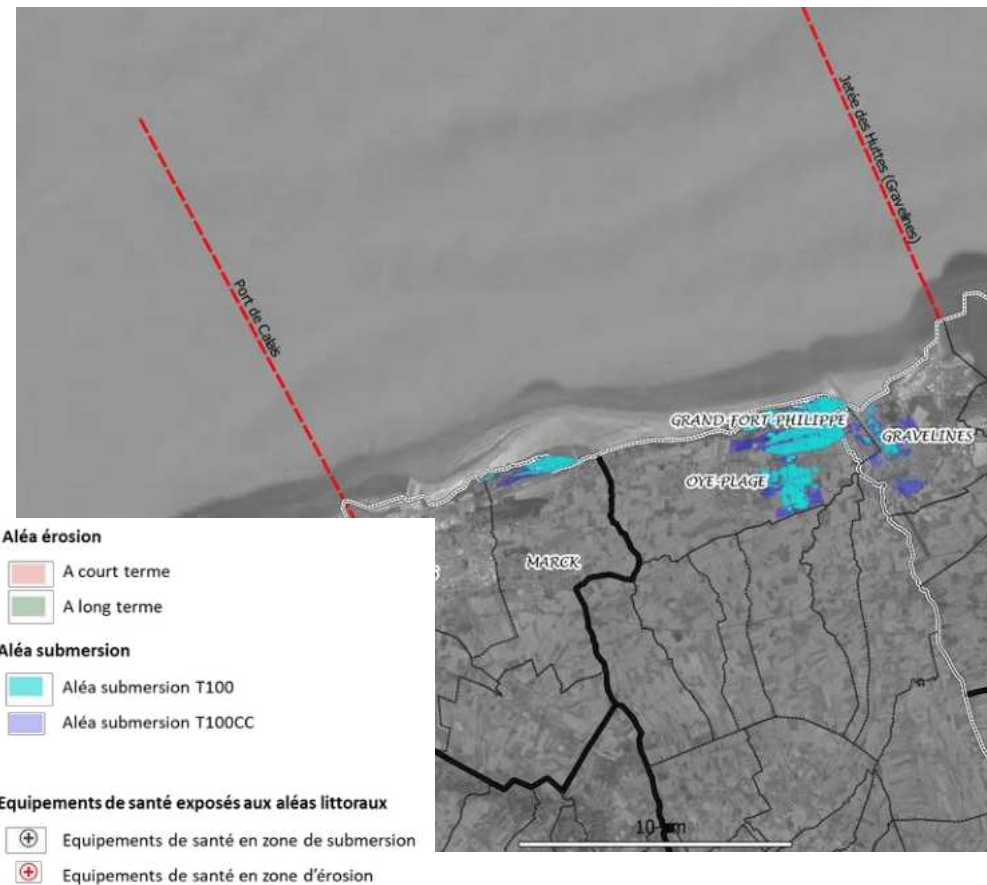 Port de Calais
Jetée des Huttes (Gravelines)
GRAND-FORT-PHILIPPE
GRAVELINES
OYE-PLAGE
MARCK
10 km
Aléa érosion
A court terme
A long terme
Aléa submersion
Aléa submersion T100
Aléa submersion T100CC
Equipements de santé exposés aux aléas littoraux
Equipements de santé en zone de submersion
Equipements de santé en zone d'érosion